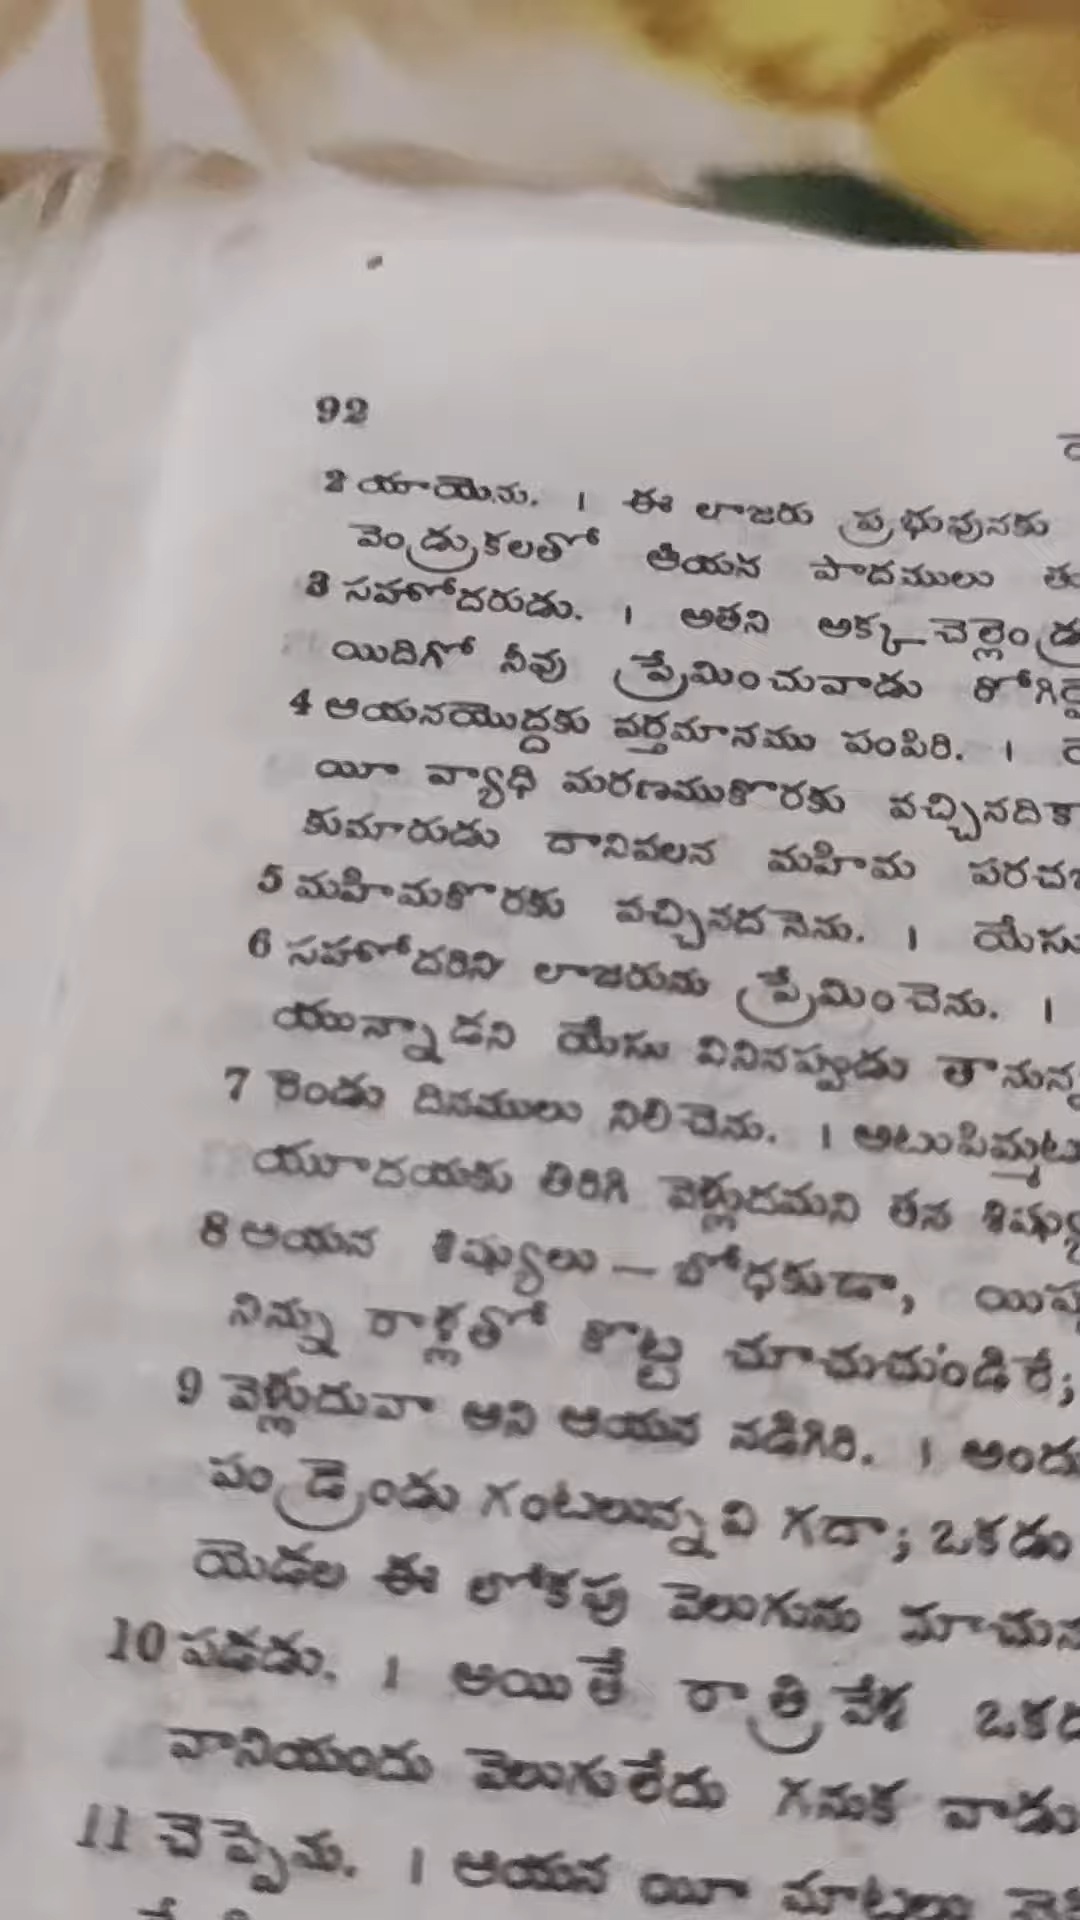 92
2 యాయెను. । ఈ లాజరు ప్రభువునకు
వెండ్రుకలతో ఆయన పాదములు
3 సహోదరుడు. । అతని అక్కచెల్లెండ్ర
యిదిగో నీవు ప్రేమించువాడు రోగియై
4 ఆయనయొద్దకు వర్తమానము పంపిరి. ।
యీ వ్యాధి మరణముకొరకు వచ్చినదికా
కుమారుడు దానివలన మహిమ పరచ
5 మహిమకొరకు వచ్చినదనెను. । యేసు
6 సహోదరిని లాజరును ప్రేమించెను. ।
యున్నాడని యేసు వినినప్పుడు తానున్న
7 రెండు దినములు నిలిచెను. । అటుపిమ్మటు
యూదయకు తిరిగి వెళ్లుదమని తన శిష్యు
8 ఆయన శిష్యులు — బోధకుడా, యిప్పు
నిన్ను రాళ్లతో కొట్ట చూచుచుండిరే;
9 వెళ్లుదువా అని ఆయన నడిగిరి. । అందు
పండ్రెండు గంటలున్నవి గదా; ఒకడు
యెడల ఈ లోకపు వెలుగును
10 పడడు. । అయితే రాత్రివేళ ఒకడ
వానియందు వెలుగులేదు గనుక వాడు
11 చెప్పెను. । ఆయన యీ మాటలు